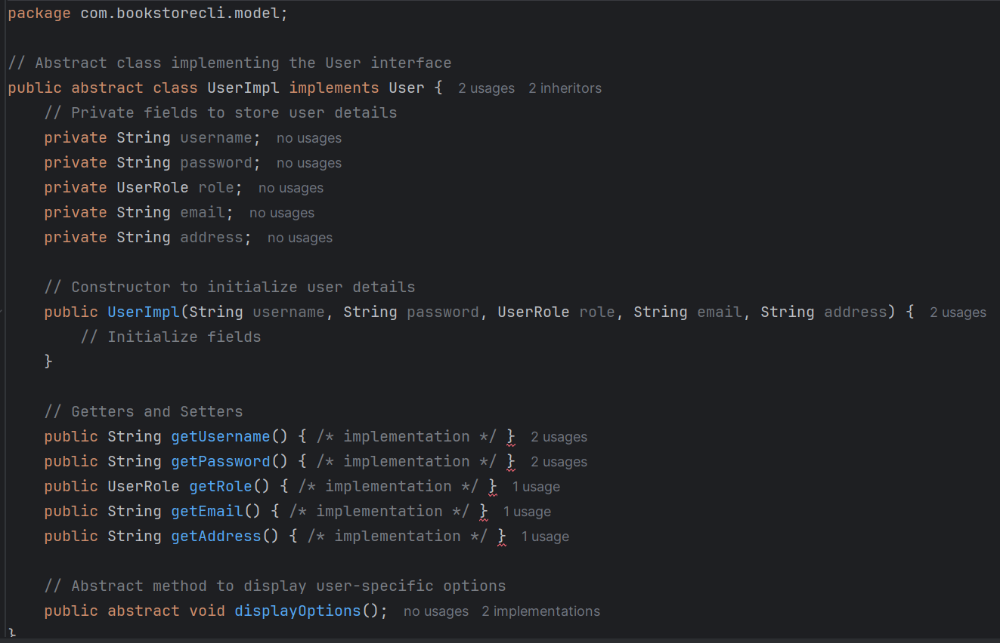 package com.bookstorecli.model;
// Abstract class implementing the User interface
public abstract class UserImpl implements User { 2 usages 2 inheritors
// Private fields to store user details
private String username; no usages
private String password; no usages
private UserRole role; no usages
private String email; no usages
private String address; no usages
// Constructor to initialize user details
public UserImpl(String username, String password, UserRole role, String email, String address) { 2 usages
// Initialize fields
}
// Getters and Setters
public String getUsername() { /* implementation */ } 2 usages
public String getPassword() { /* implementation */ } 2 usages
public UserRole getRole() { /* implementation */ } 1 usage
public String getEmail() { /* implementation */ } 1 usage
public String getAddress() { /* implementation */ } 1 usage
// Abstract method to display user-specific options
public abstract void displayOptions(); no usages 2 implementations
}